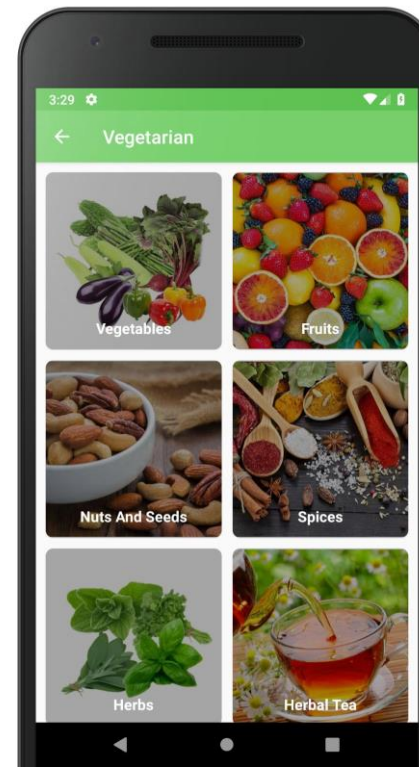 3:29
Vegetarian
Vegetables
Fruits
Nuts And Seeds
Spices
Herbs
Herbal Tea